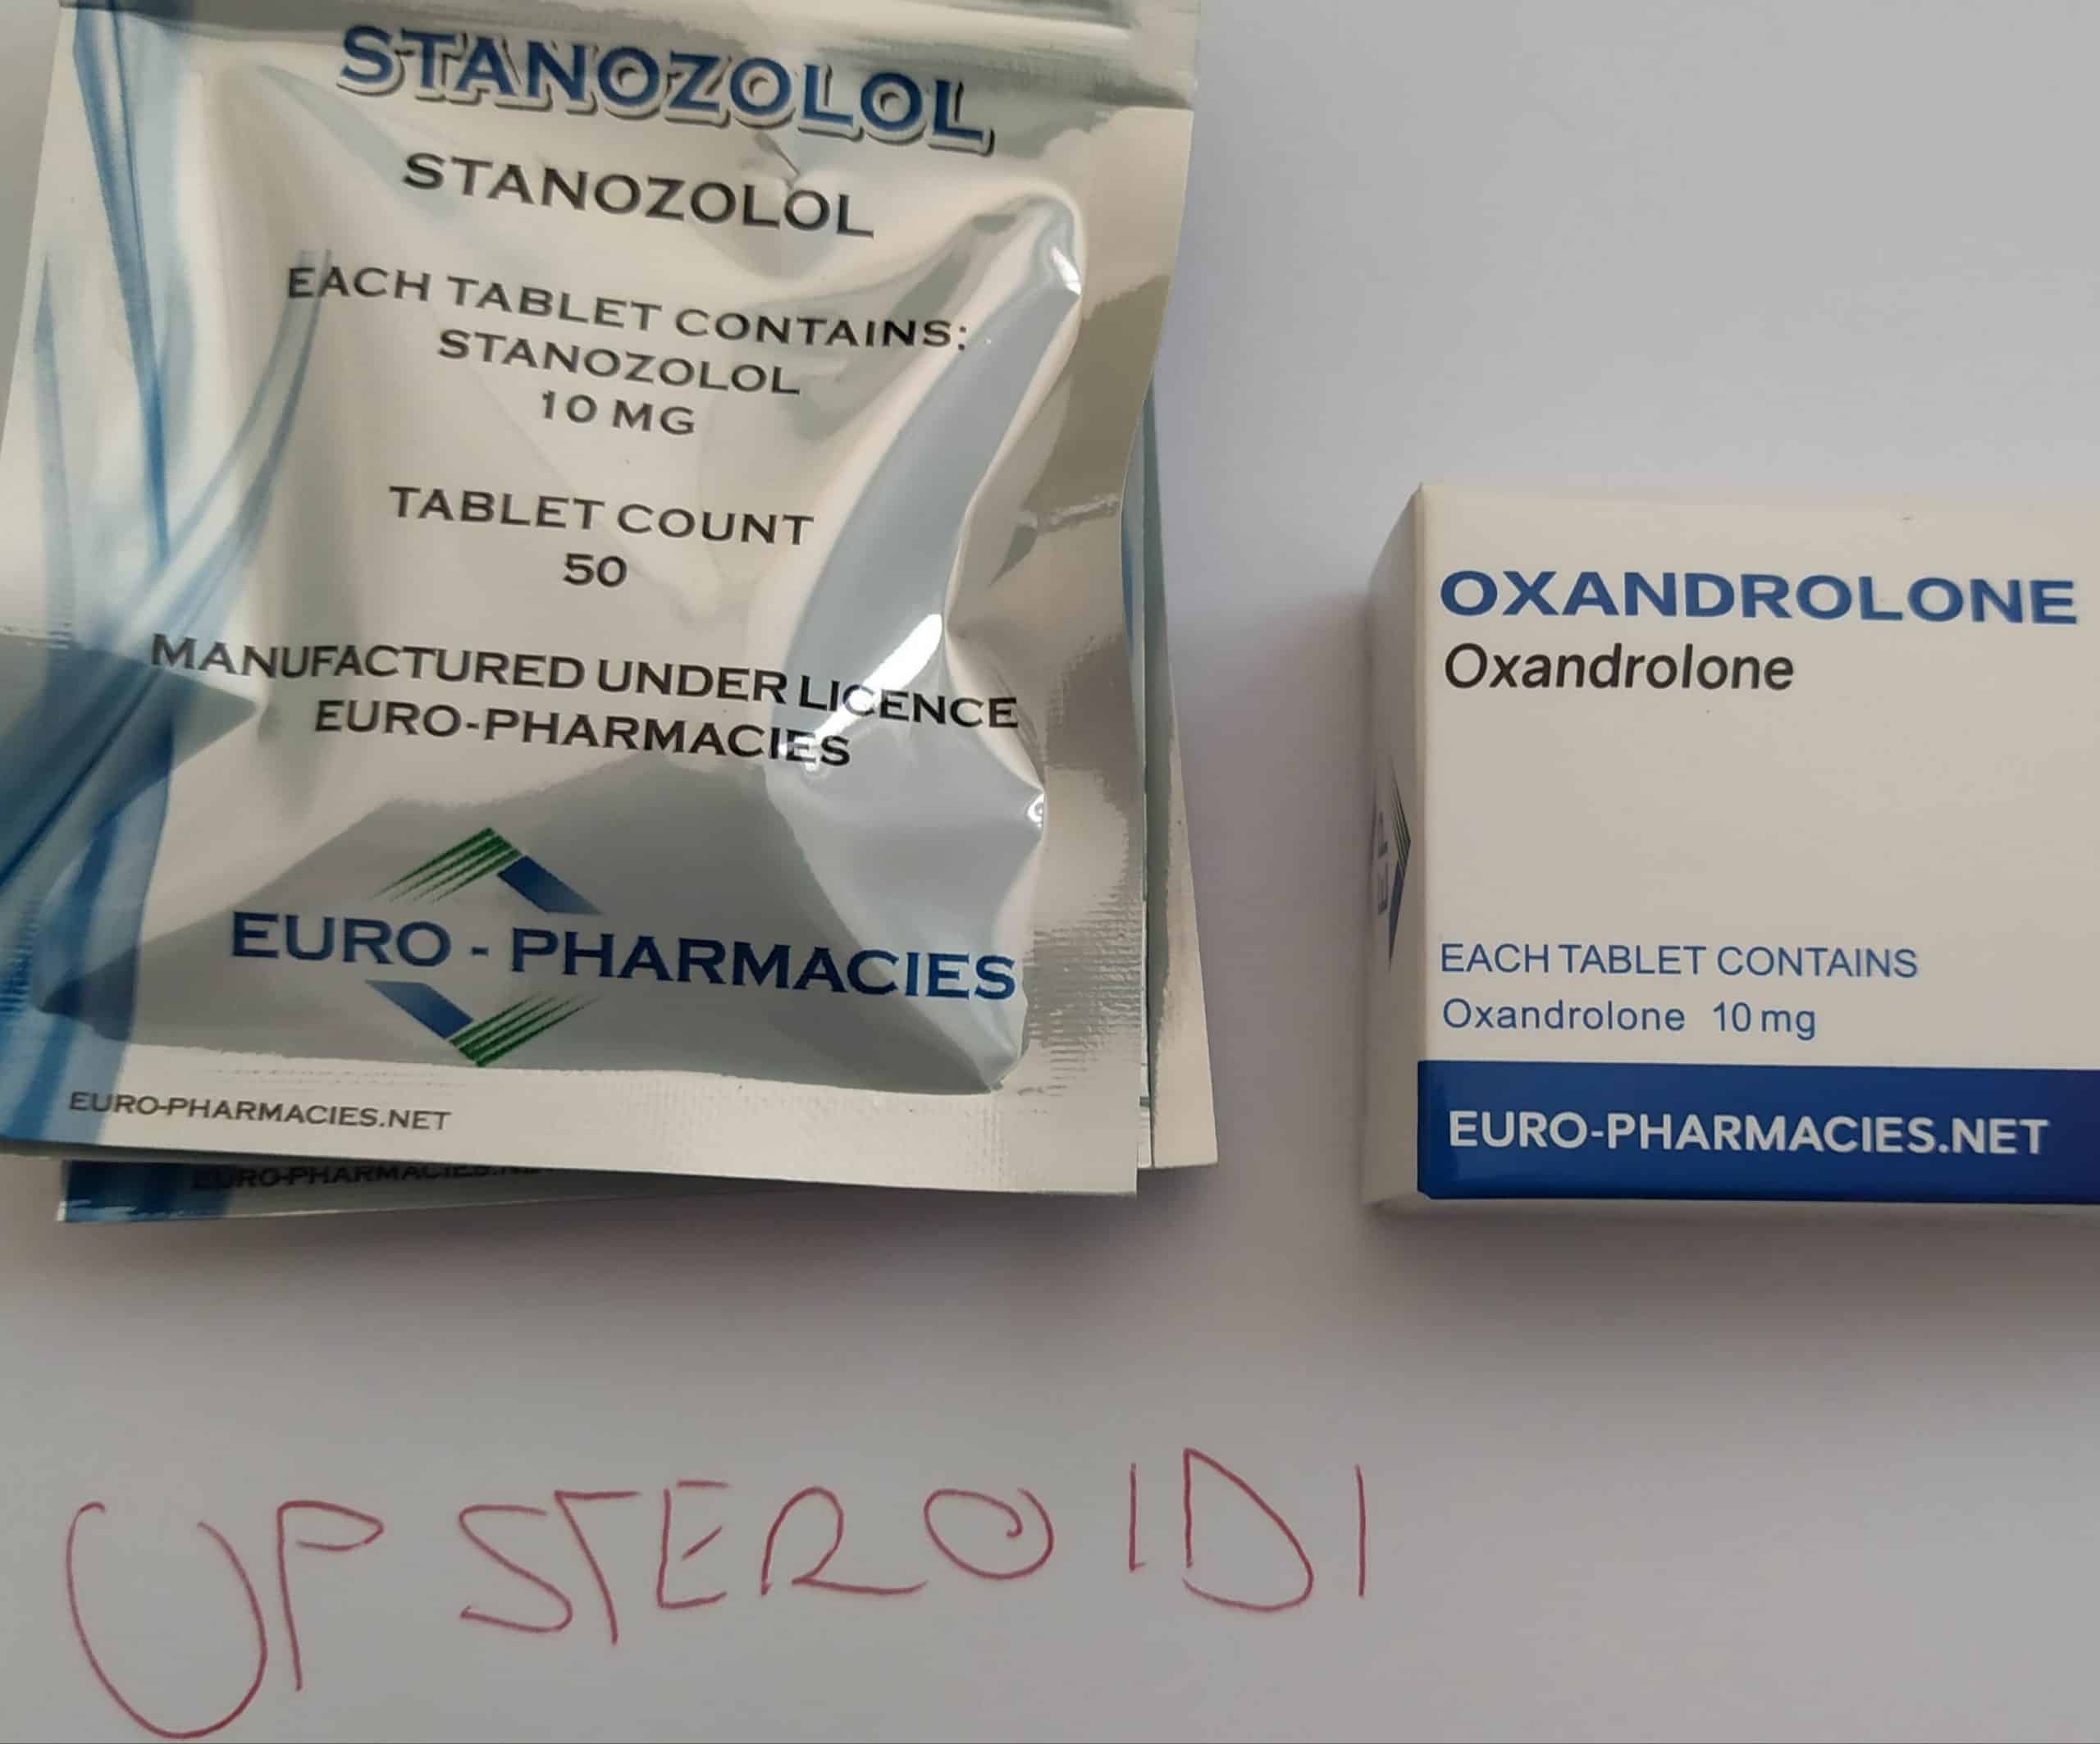 STANOZOLOL
STANOZOLOL
EACH TABLET CONTAINS:
STANOZOLOL
10 MG
TABLET COUNT
50
MANUFACTURED UNDER LICENCE
EURO-PHARMACIES
EURO - PHARMACIES
EURO-PHARMACIES.NET
OXANDROLONE
Oxandrolone
EACH TABLET CONTAINS
Oxandrolone 10 mg
EURO-PHARMACIES.NET
UPSTEROIDI